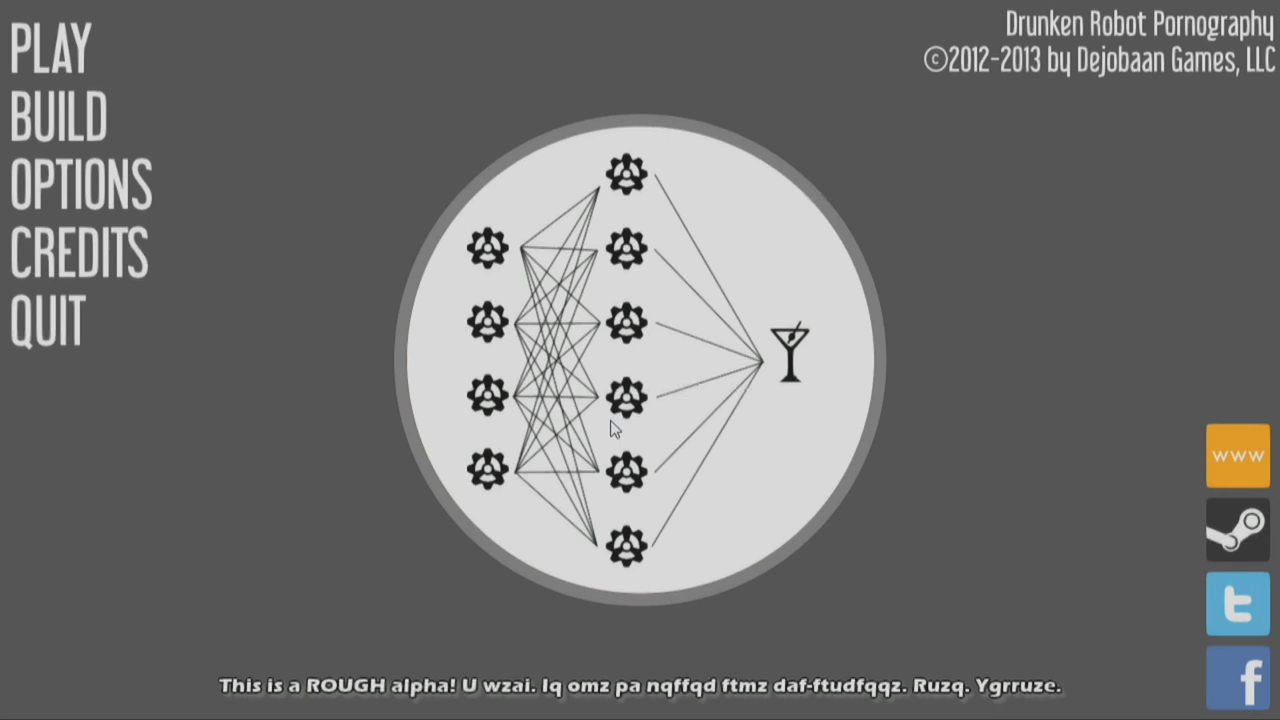 PLAY
BUILD
OPTIONS
CREDITS
QUIT
Drunken Robot Pornography
©2012-2013 by Dejobaan Games, LLC
www
t
f
This is a ROUGH alpha! U wzai. Iq omz pa nqffqd ftmz daf-ftudfqqz. Ruzq. Ygrruze.